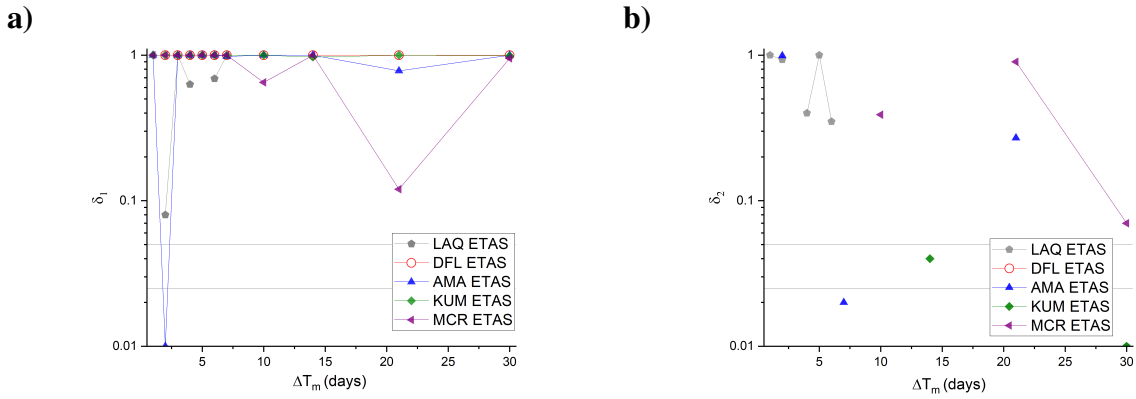 a)
1
0.1
0.01
δ1
5
10
15
20
25
30
ΔTm (days)
LAQ ETAS
DFL ETAS
AMA ETAS
KUM ETAS
MCR ETAS
b)
1
0.1
0.01
δ2
5
10
15
20
25
30
ΔTm (days)
LAQ ETAS
DFL ETAS
AMA ETAS
KUM ETAS
MCR ETAS